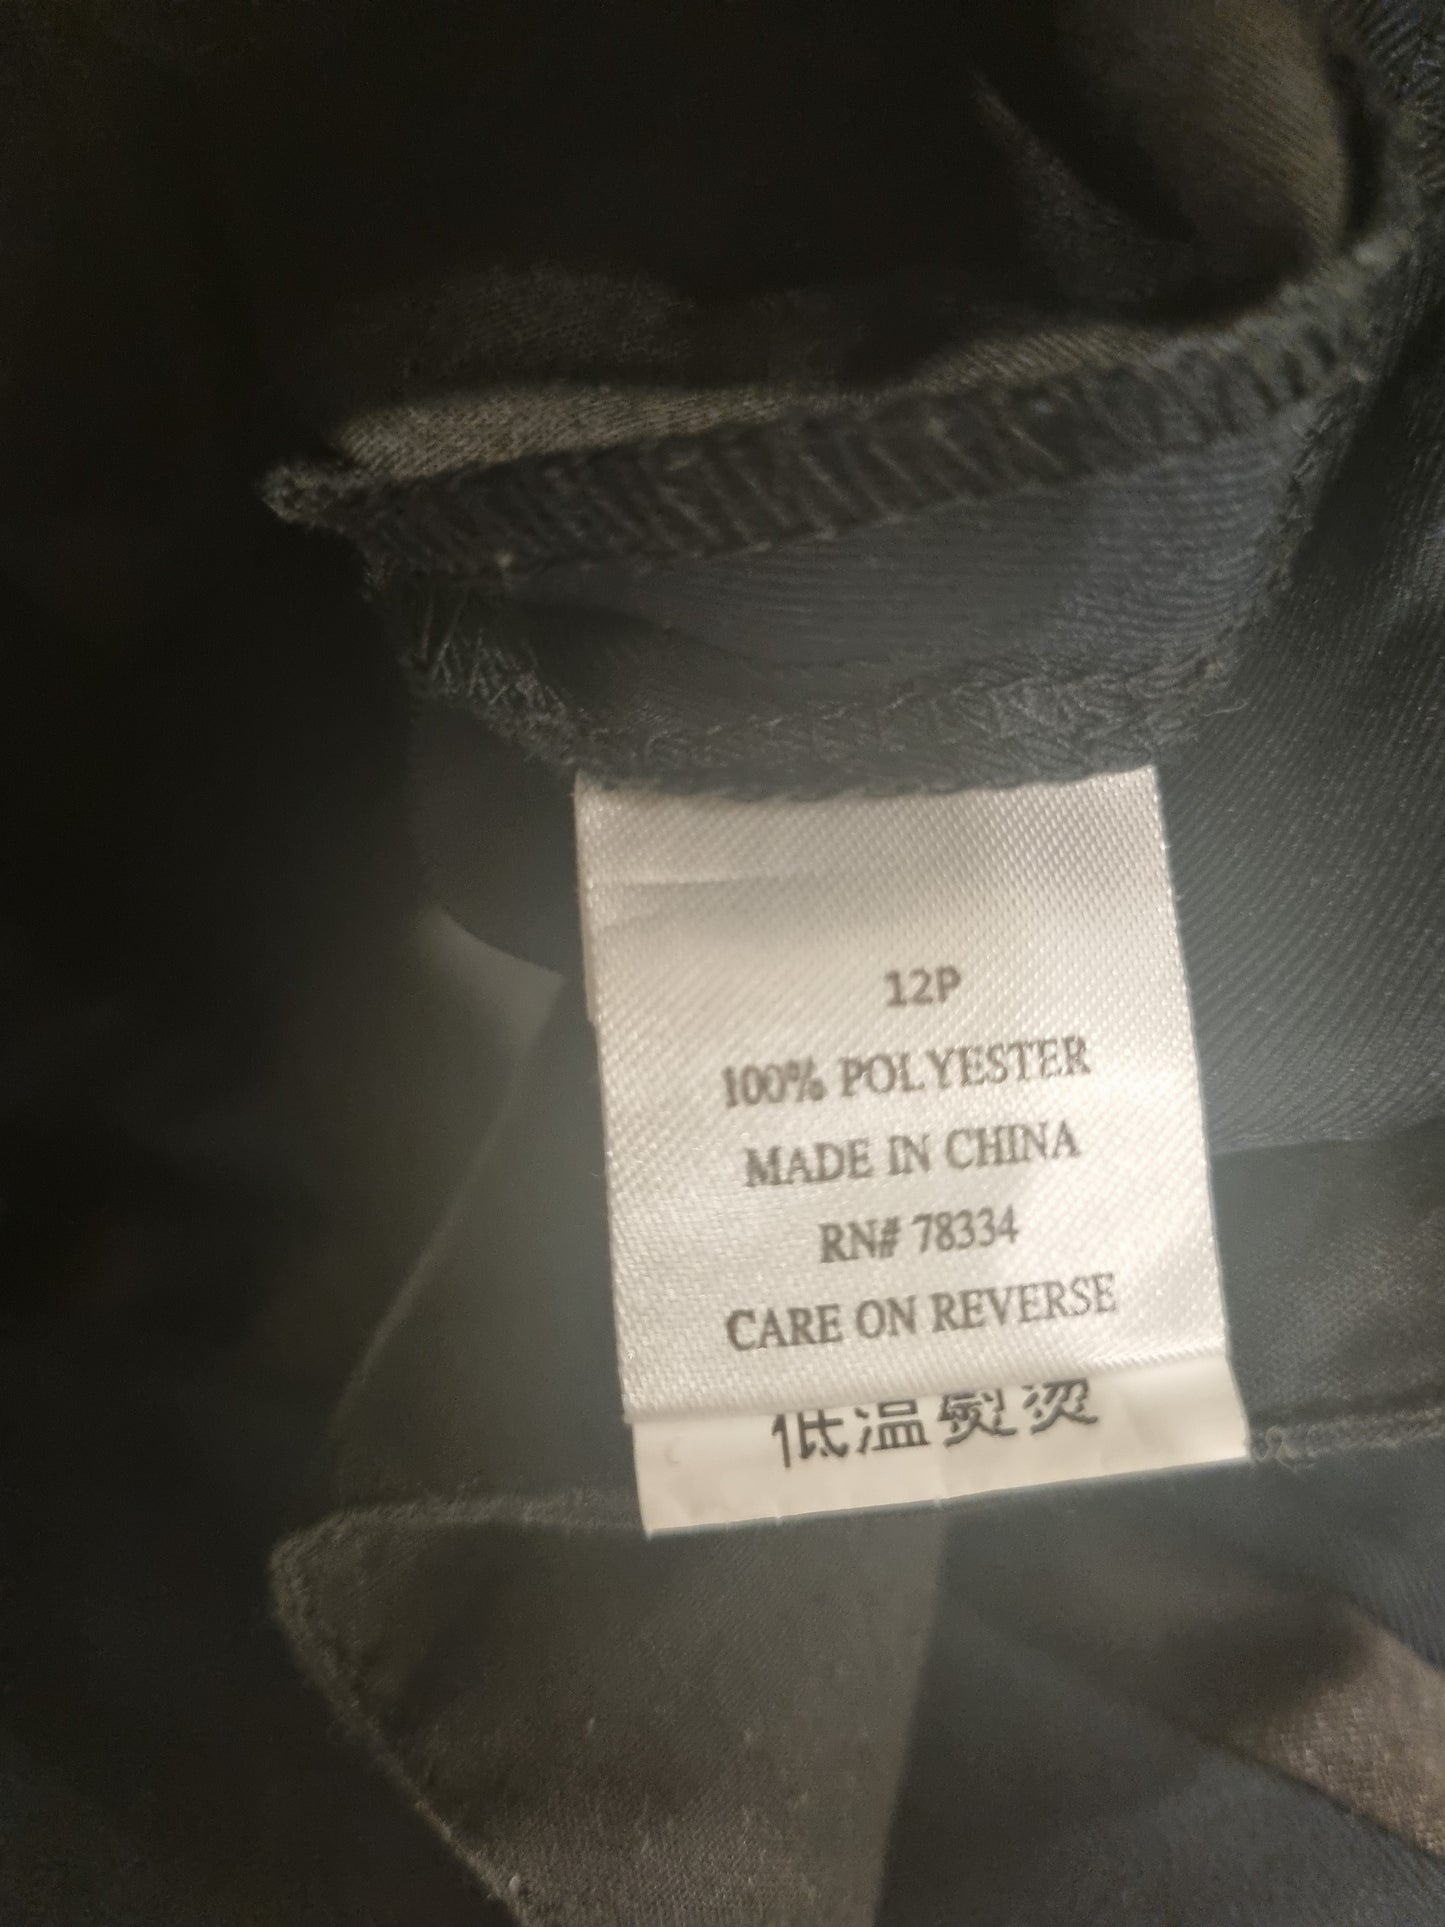 12P
100% POLYESTER
MADE IN CHINA
RN# 78334
CARE ON REVERSE
低温熨烫